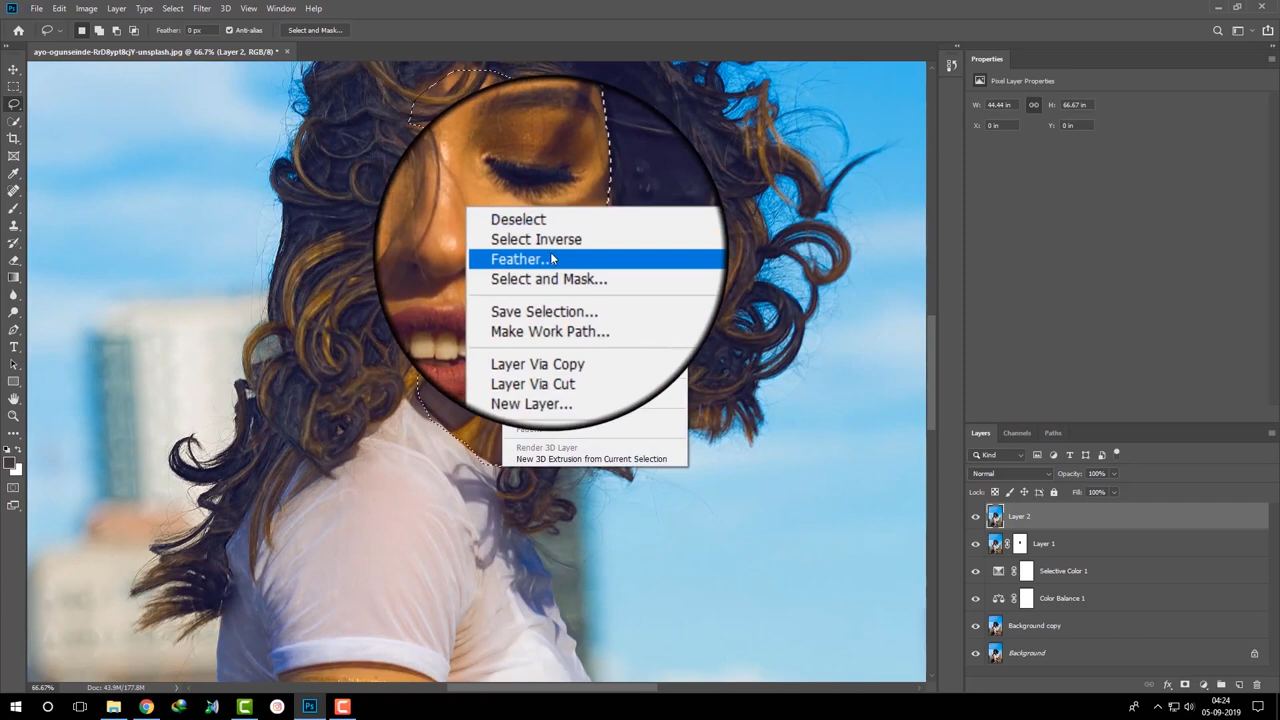 File Edit Image Layer Type Select Filter 3D View Window Help
Feather: 0 px Anti-alias Select and Mask...
ayo-ogunseinde-RrD8ypt8cjY-unsplash.jpg @ 66.7% (Layer 2, RGB/8) *
Properties
Pixel Layer Properties
W: 44.44 in H: 66.67 in
X: 0 in Y: 0 in
Deselect
Select Inverse
Feather...
Select and Mask...
Save Selection...
Make Work Path...
Layer Via Copy
Layer Via Cut
New Layer...
Render 3D Layer
New 3D Extrusion from Current Selection
Layers Channels Paths
Kind
Normal Opacity: 100%
Lock: Fill: 100%
Layer 2
Layer 1
Selective Color 1
Color Balance 1
Background copy
Background
66.67% Doc: 43.9M/177.8M
04:24
05-09-2019